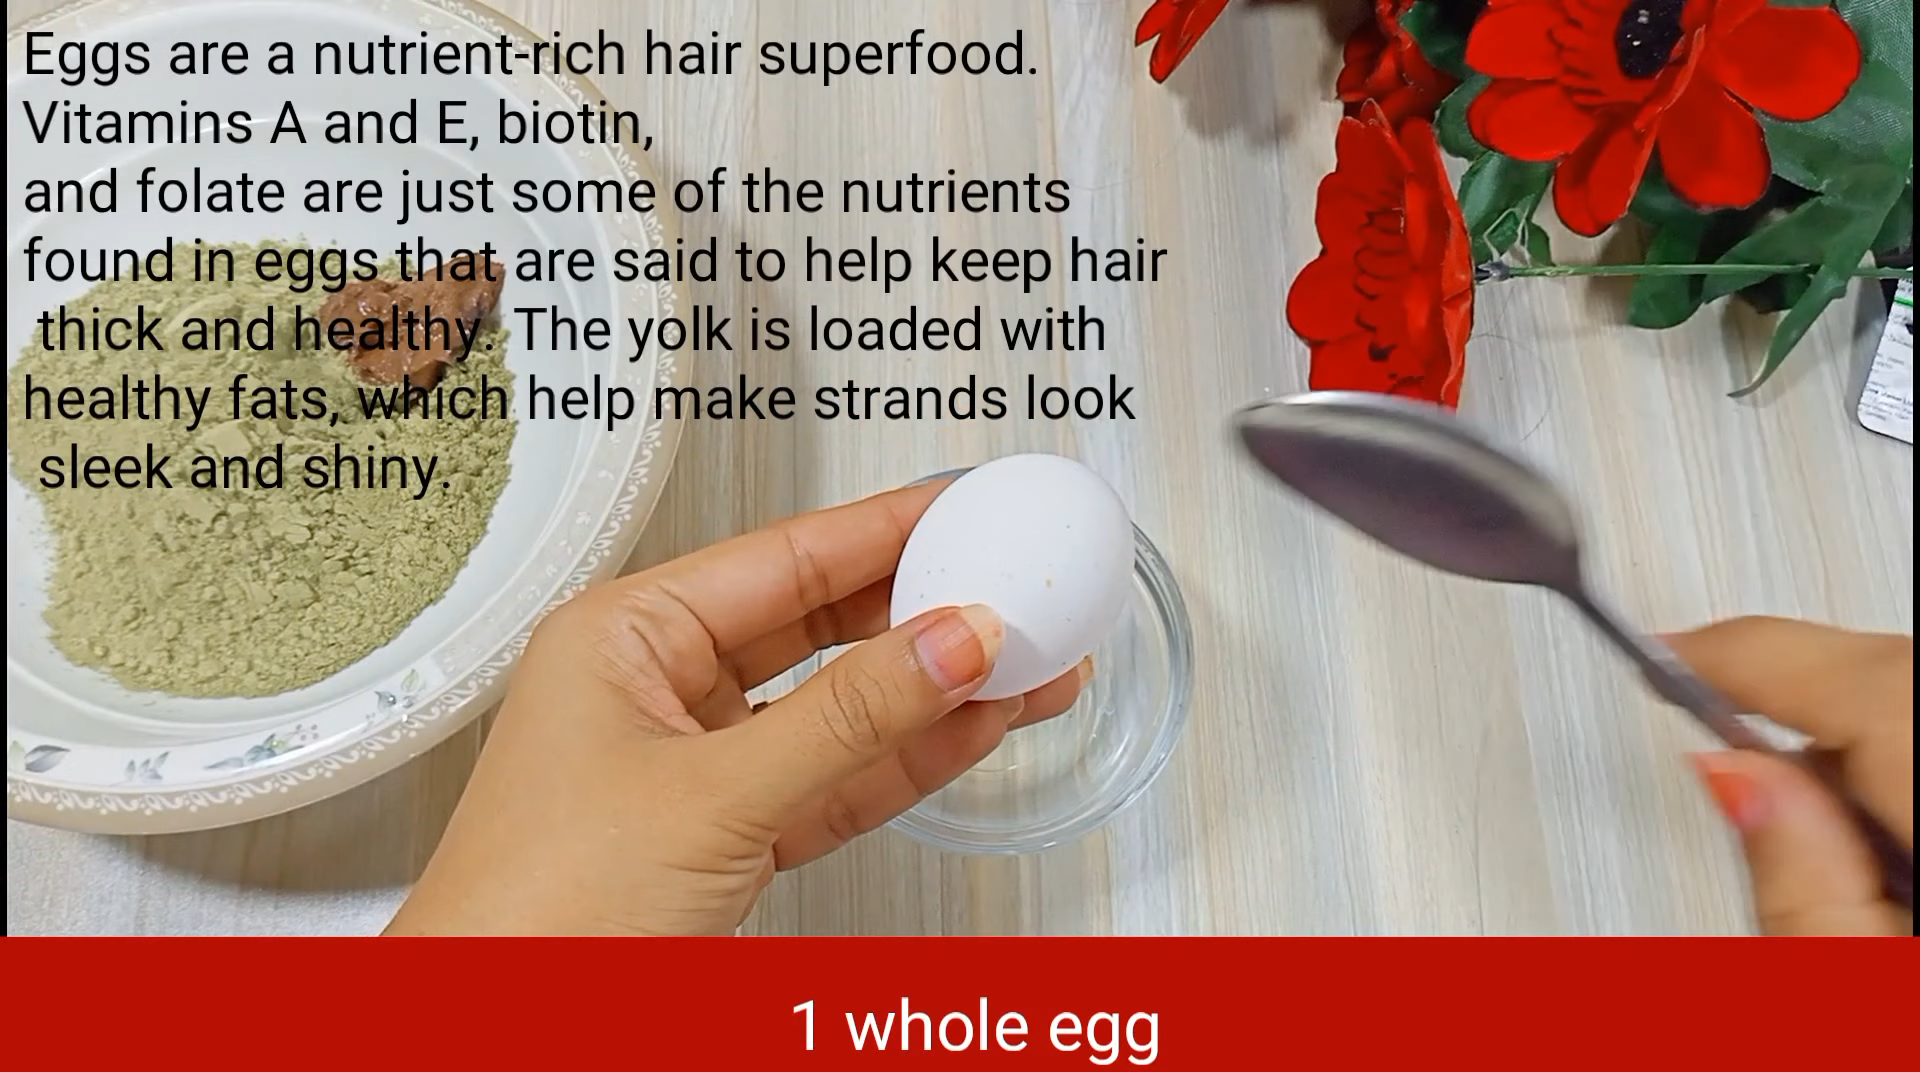 Eggs are a nutrient-rich hair superfood.
Vitamins A and E, biotin,
and folate are just some of the nutrients
found in eggs that are said to help keep hair
thick and healthy. The yolk is loaded with
healthy fats, which help make strands look
sleek and shiny.
1 whole egg